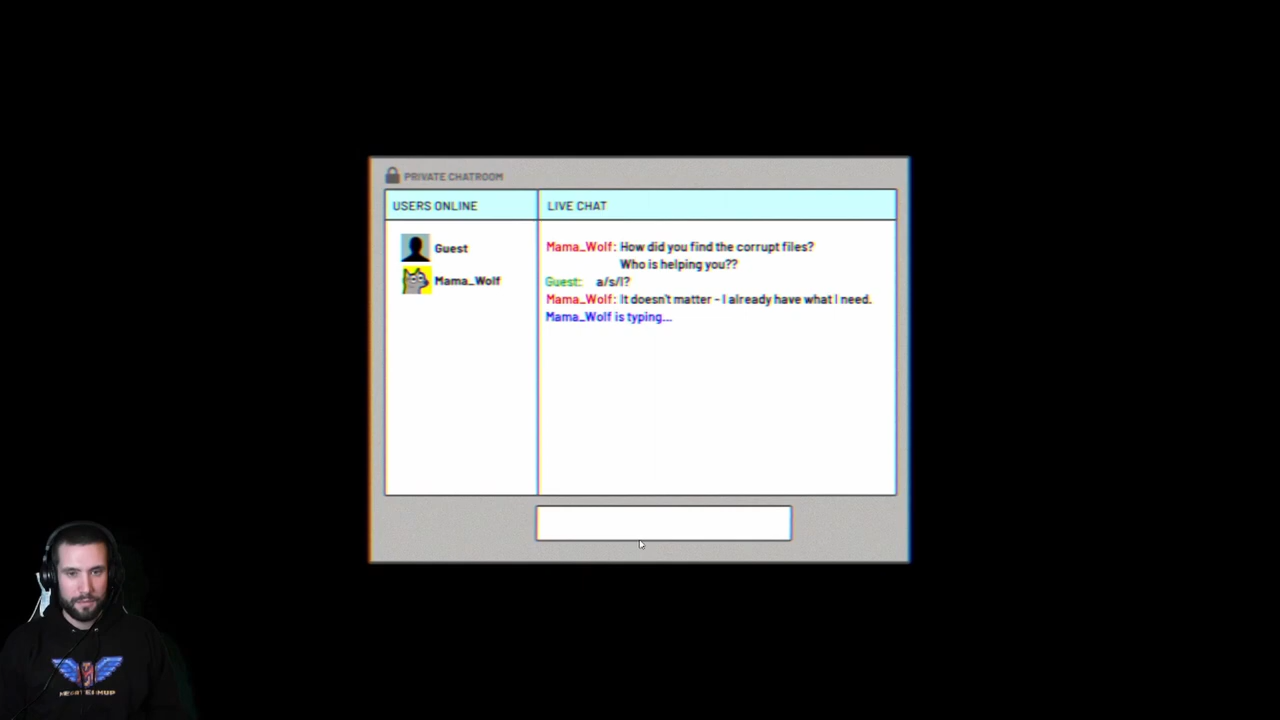 PRIVATE CHATROOM
USERS ONLINE
LIVE CHAT
Guest
Mama_Wolf
Mama_Wolf: How did you find the corrupt files?
Who is helping you??
Guest: a/s/l?
Mama_Wolf: It doesn't matter - I already have what I need.
Mama_Wolf is typing...